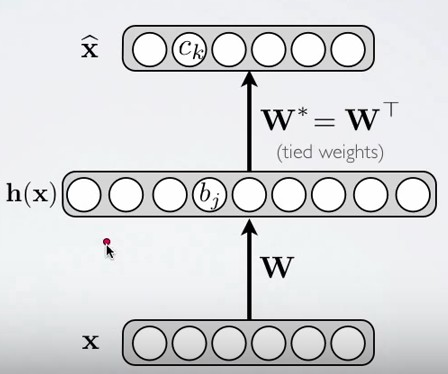 x̂
c_k
W* = W^⊤
(tied weights)
h(x)
b_j
W
x